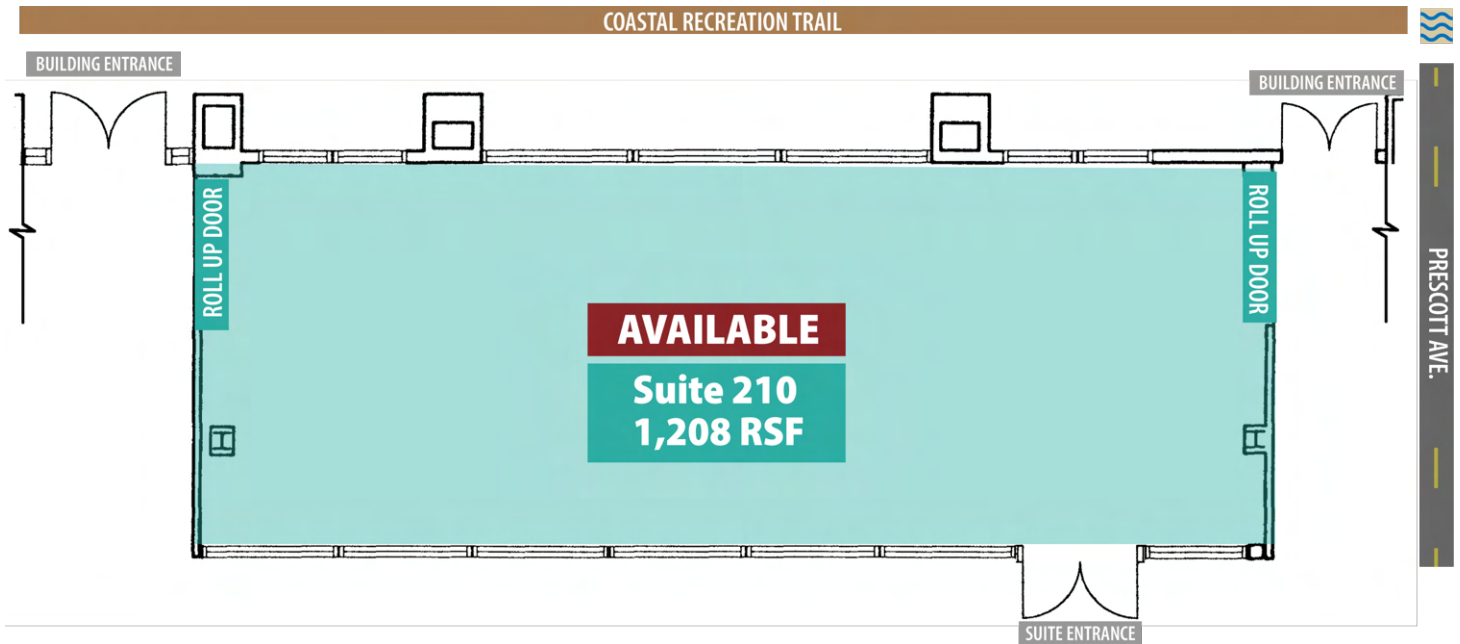 COASTAL RECREATION TRAIL
BUILDING ENTRANCE
BUILDING ENTRANCE
ROLL UP DOOR
ROLL UP DOOR
PRESCOTT AVE.
AVAILABLE
Suite 210
1,208 RSF
SUITE ENTRANCE